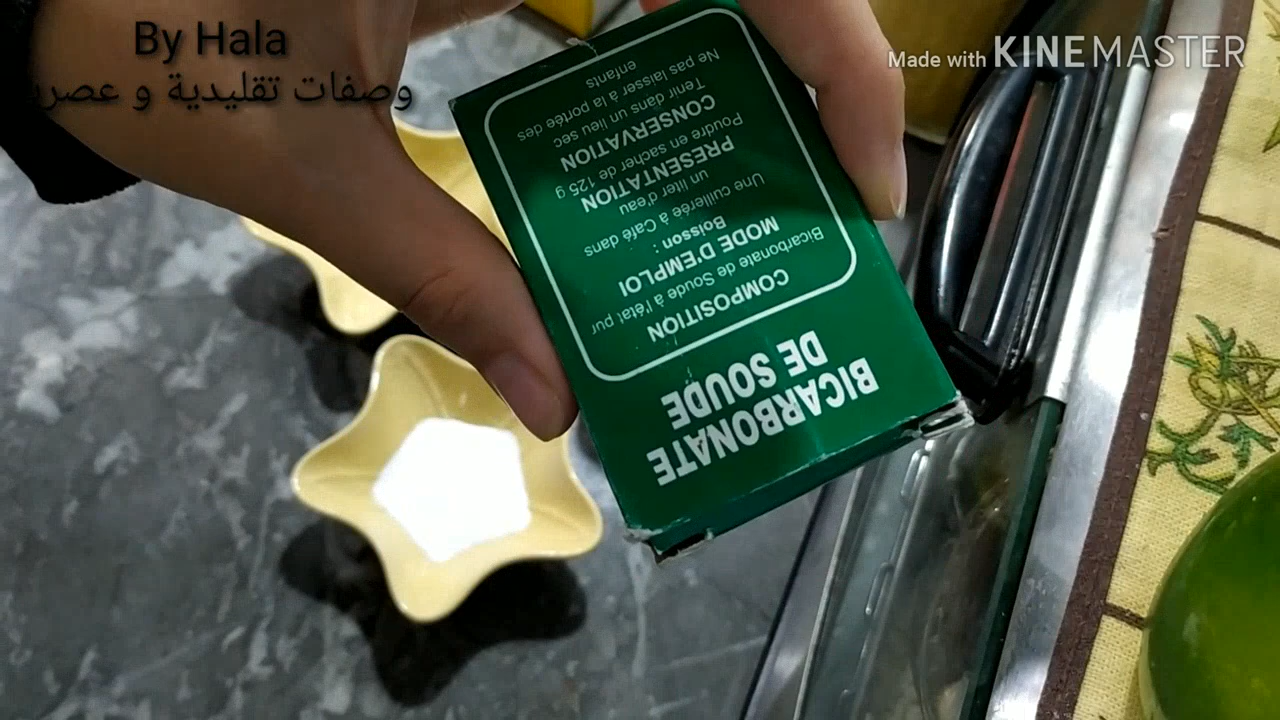 By Hala
وصفات تقليدية و عصر
Made with KINEMASTER
BICARBONATE
DE SOUDE
COMPOSITION
Bicarbonate de Soude à l'état pur
MODE D'EMPLOI
Boisson :
Une cuillerée à Café dans
un liter d'eau
PRESENTATION
Poudre en sacher de 125 g
CONSERVATION
Tenir dans un lieu sec
Ne pas laisser à la portée des
enfants